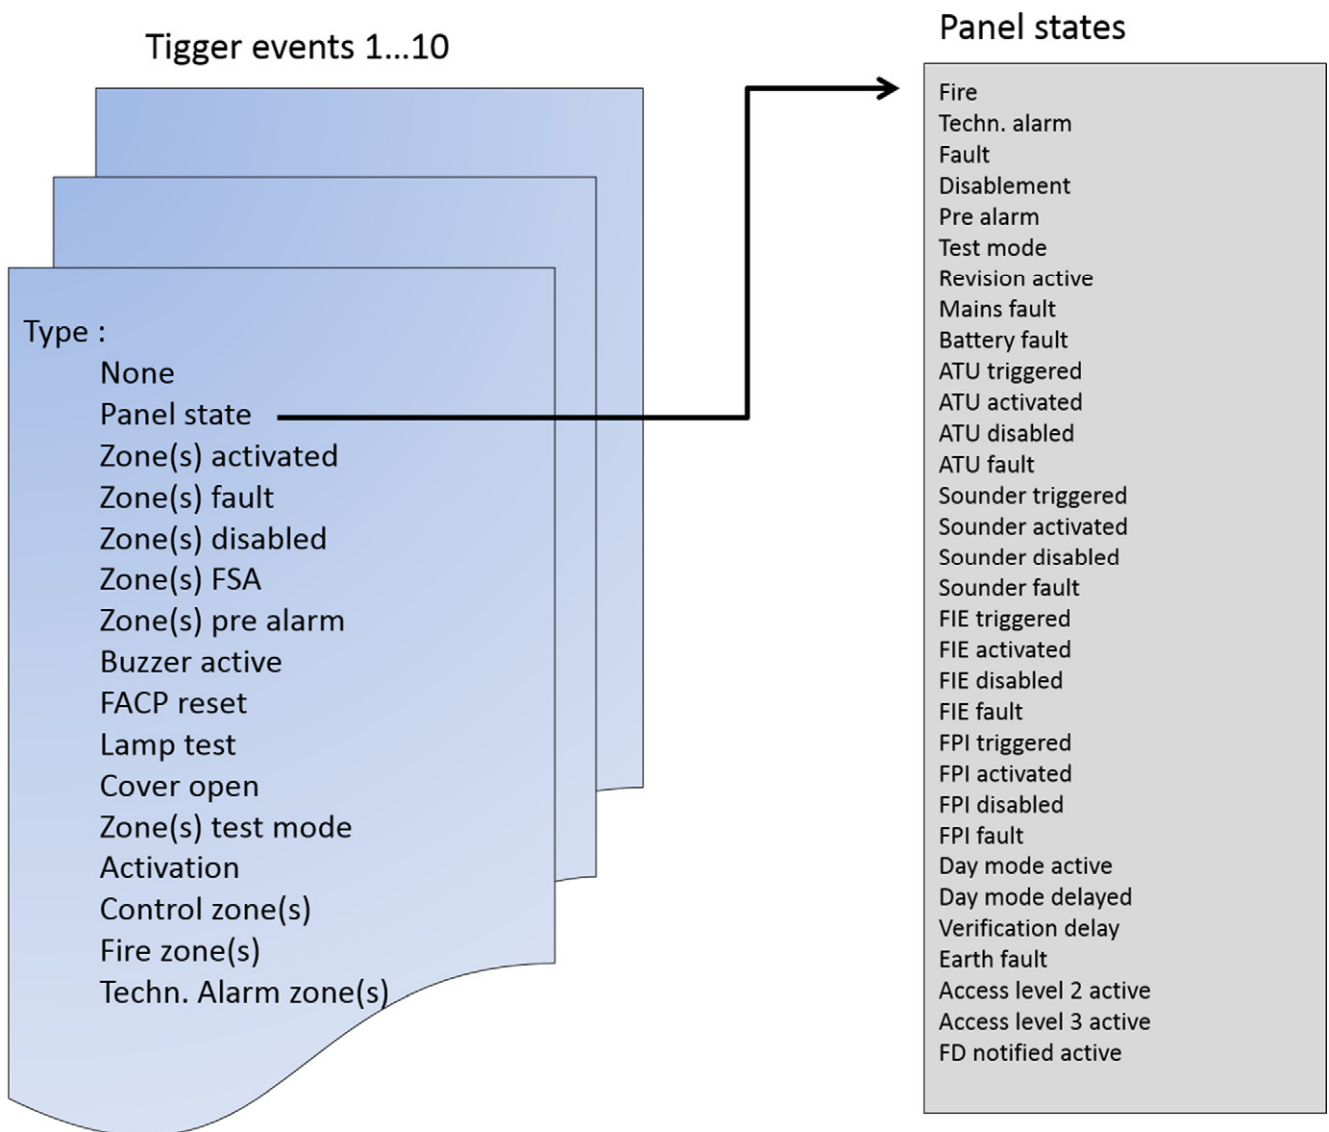 Tigger events 1...10
Type :
None
Panel state
Zone(s) activated
Zone(s) fault
Zone(s) disabled
Zone(s) FSA
Zone(s) pre alarm
Buzzer active
FACP reset
Lamp test
Cover open
Zone(s) test mode
Activation
Control zone(s)
Fire zone(s)
Techn. Alarm zone(s)
Panel states
Fire
Techn. alarm
Fault
Disablement
Pre alarm
Test mode
Revision active
Mains fault
Battery fault
ATU triggered
ATU activated
ATU disabled
ATU fault
Sounder triggered
Sounder activated
Sounder disabled
Sounder fault
FIE triggered
FIE activated
FIE disabled
FIE fault
FPI triggered
FPI activated
FPI disabled
FPI fault
Day mode active
Day mode delayed
Verification delay
Earth fault
Access level 2 active
Access level 3 active
FD notified active